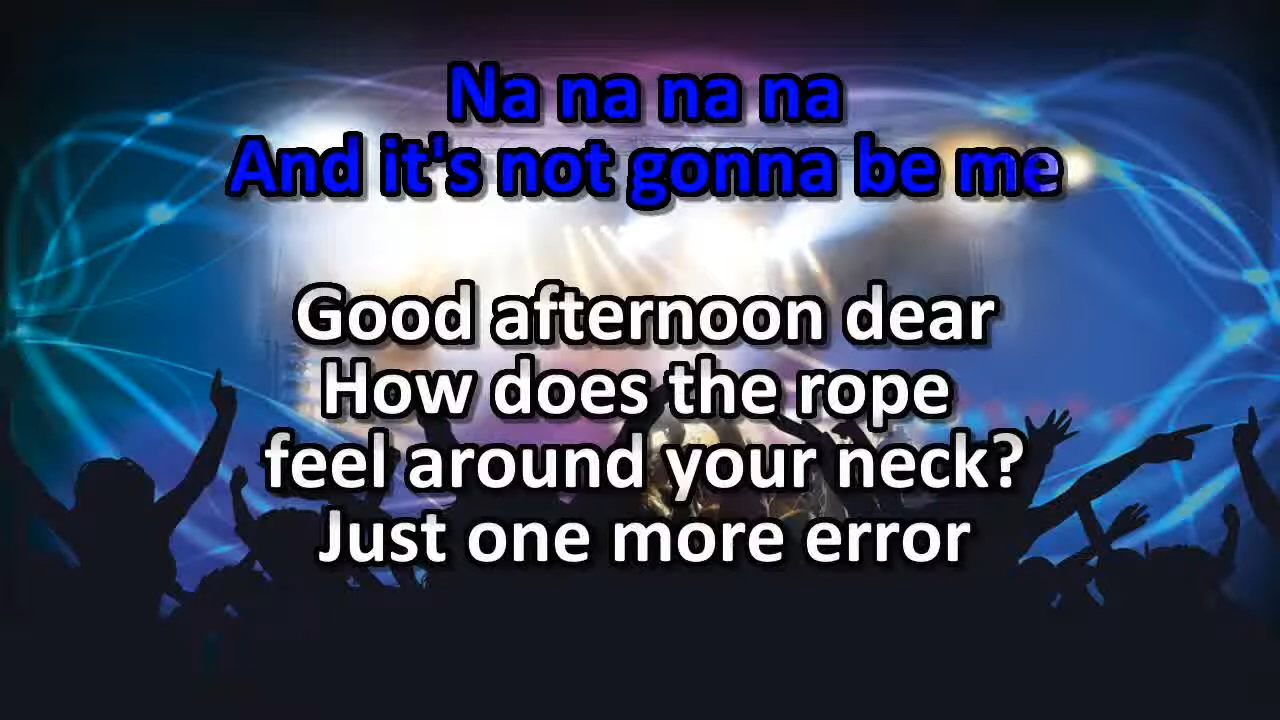 Na na na na
And it's not gonna be me
Good afternoon dear
How does the rope
feel around your neck?
Just one more error